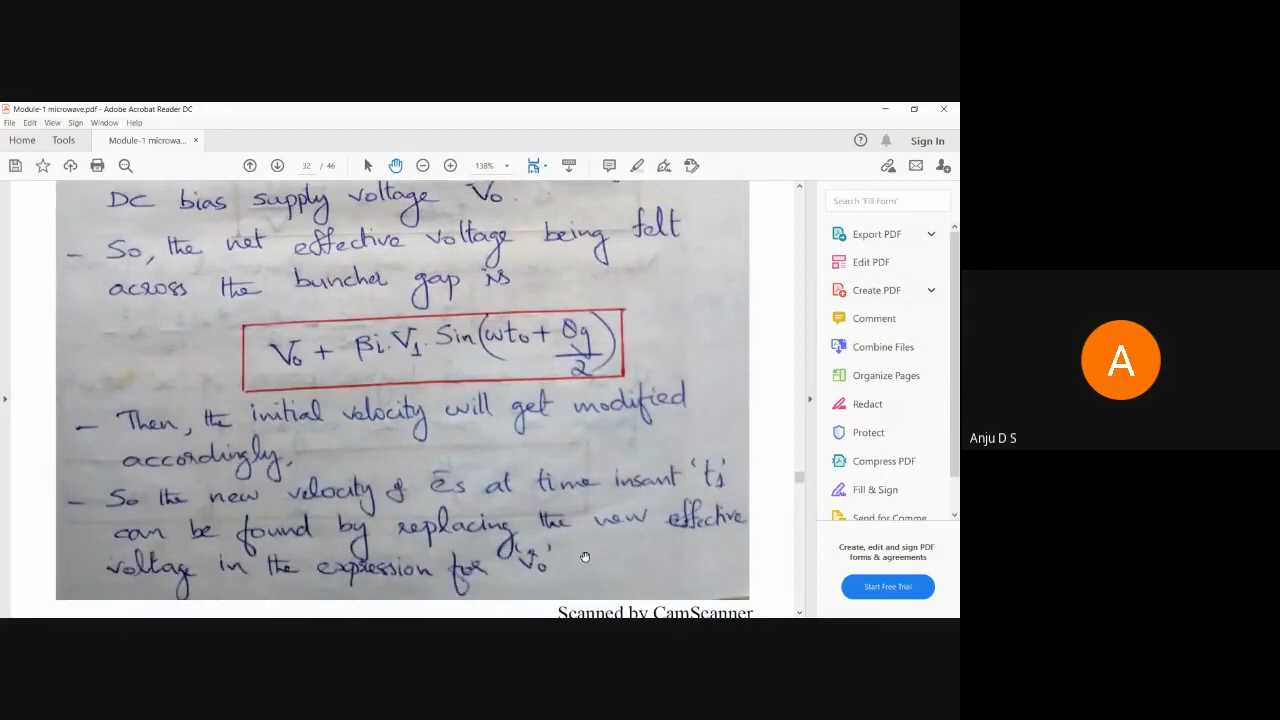 Module-1 microwave.pdf - Adobe Acrobat Reader DC
File Edit View Sign Window Help
Home Tools Module-1 microwa... × Sign In
32 / 46 138%
DC bias supply voltage V₀.
- So, the net effective voltage being felt
across the buncher gap is
V₀ + βi.V₁. Sin(ωt₀ + θg/2)
- Then, the initial velocity will get modified
accordingly,
- So the new velocity of ēs at time insant 't₁'
can be found by replacing the new effective
voltage in the expression for 'v₀'
Scanned by CamScanner
Search 'Fill Form'
Export PDF
Edit PDF
Create PDF
Comment
Combine Files
Organize Pages
Redact
Protect
Compress PDF
Fill & Sign
Send for Comme
Create, edit and sign PDF
forms & agreements
Start Free Trial
A
Anju D S